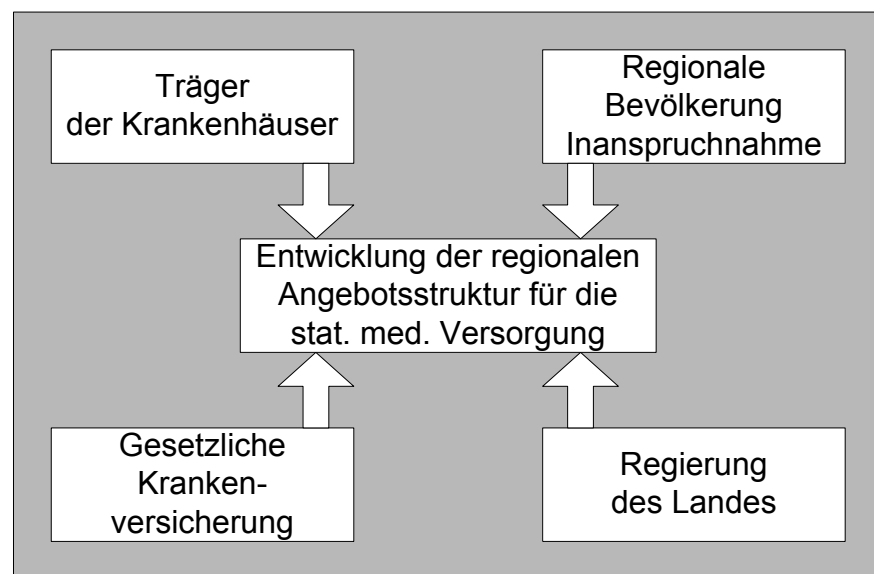 Träger
der Krankenhäuser
Regionale
Bevölkerung
Inanspruchnahme
Entwicklung der regionalen
Angebotsstruktur für die
stat. med. Versorgung
Gesetzliche
Kranken-
versicherung
Regierung
des Landes